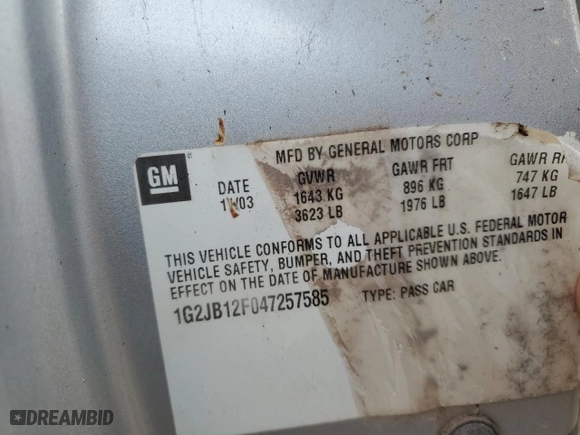 MFD BY GENERAL MOTORS CORP
GM
DATE GVWR GAWR FRT GAWR
1643 KG 896 KG 747 KG
3623 LB 1976 LB 1647 LB
THIS VEHICLE CONFORMS TO ALL APPLICABLE U.S. FEDERAL MOTOR
VEHICLE SAFETY, BUMPER, AND THEFT PREVENTION STANDARDS IN
EFFECT ON THE DATE OF MANUFACTURE SHOWN ABOVE.
1G2JB12F047257585 TYPE: PASS CAR
DREAMBID